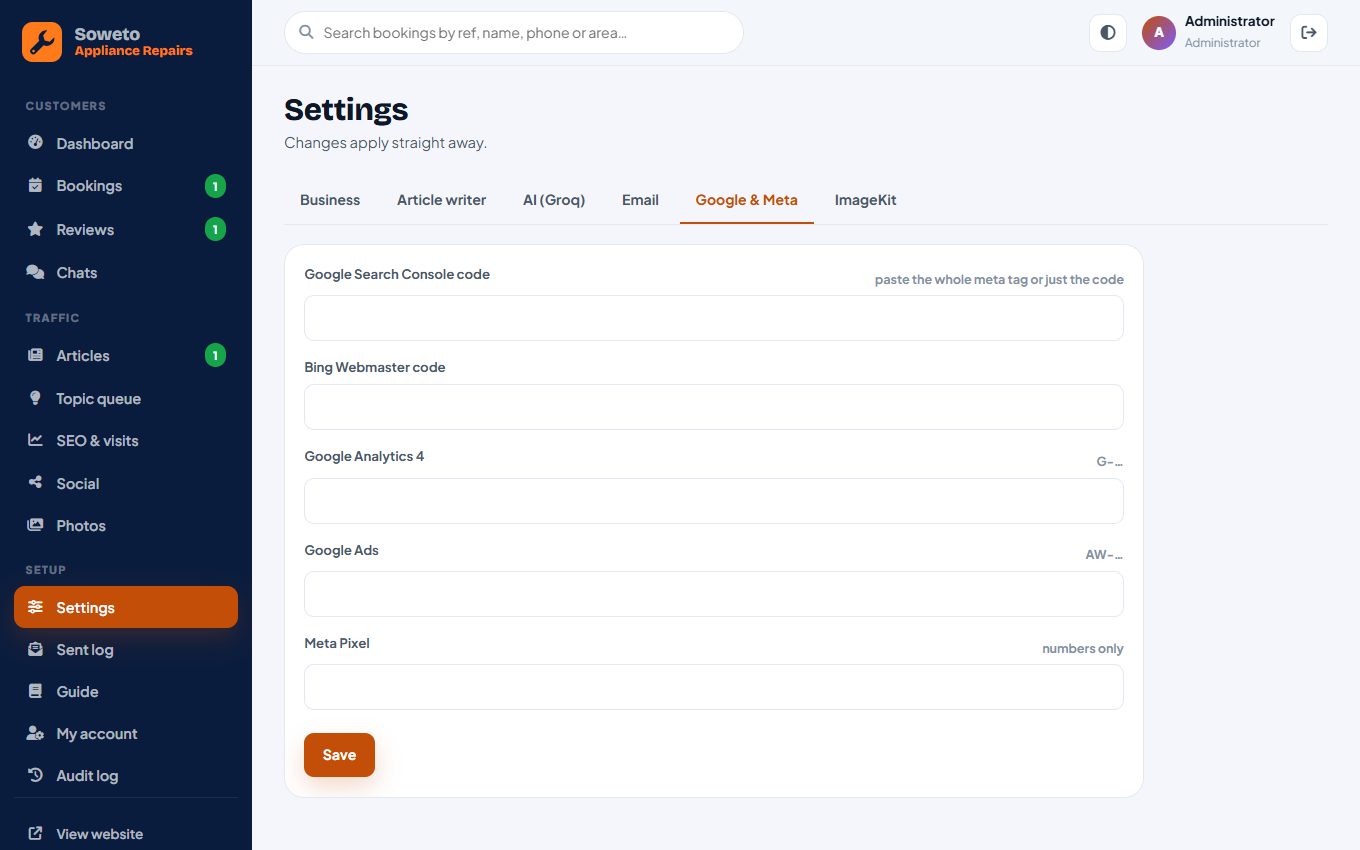 Soweto
Appliance Repairs
CUSTOMERS
Dashboard
Bookings 1
Reviews 1
Chats
TRAFFIC
Articles 1
Topic queue
SEO & visits
Social
Photos
SETUP
Settings
Sent log
Guide
My account
Audit log
View website
Search bookings by ref, name, phone or area...
A
Administrator
Administrator
Settings
Changes apply straight away.
Business Article writer AI (Groq) Email Google & Meta ImageKit
Google Search Console code paste the whole meta tag or just the code
Bing Webmaster code
Google Analytics 4 G-...
Google Ads AW-...
Meta Pixel numbers only
Save